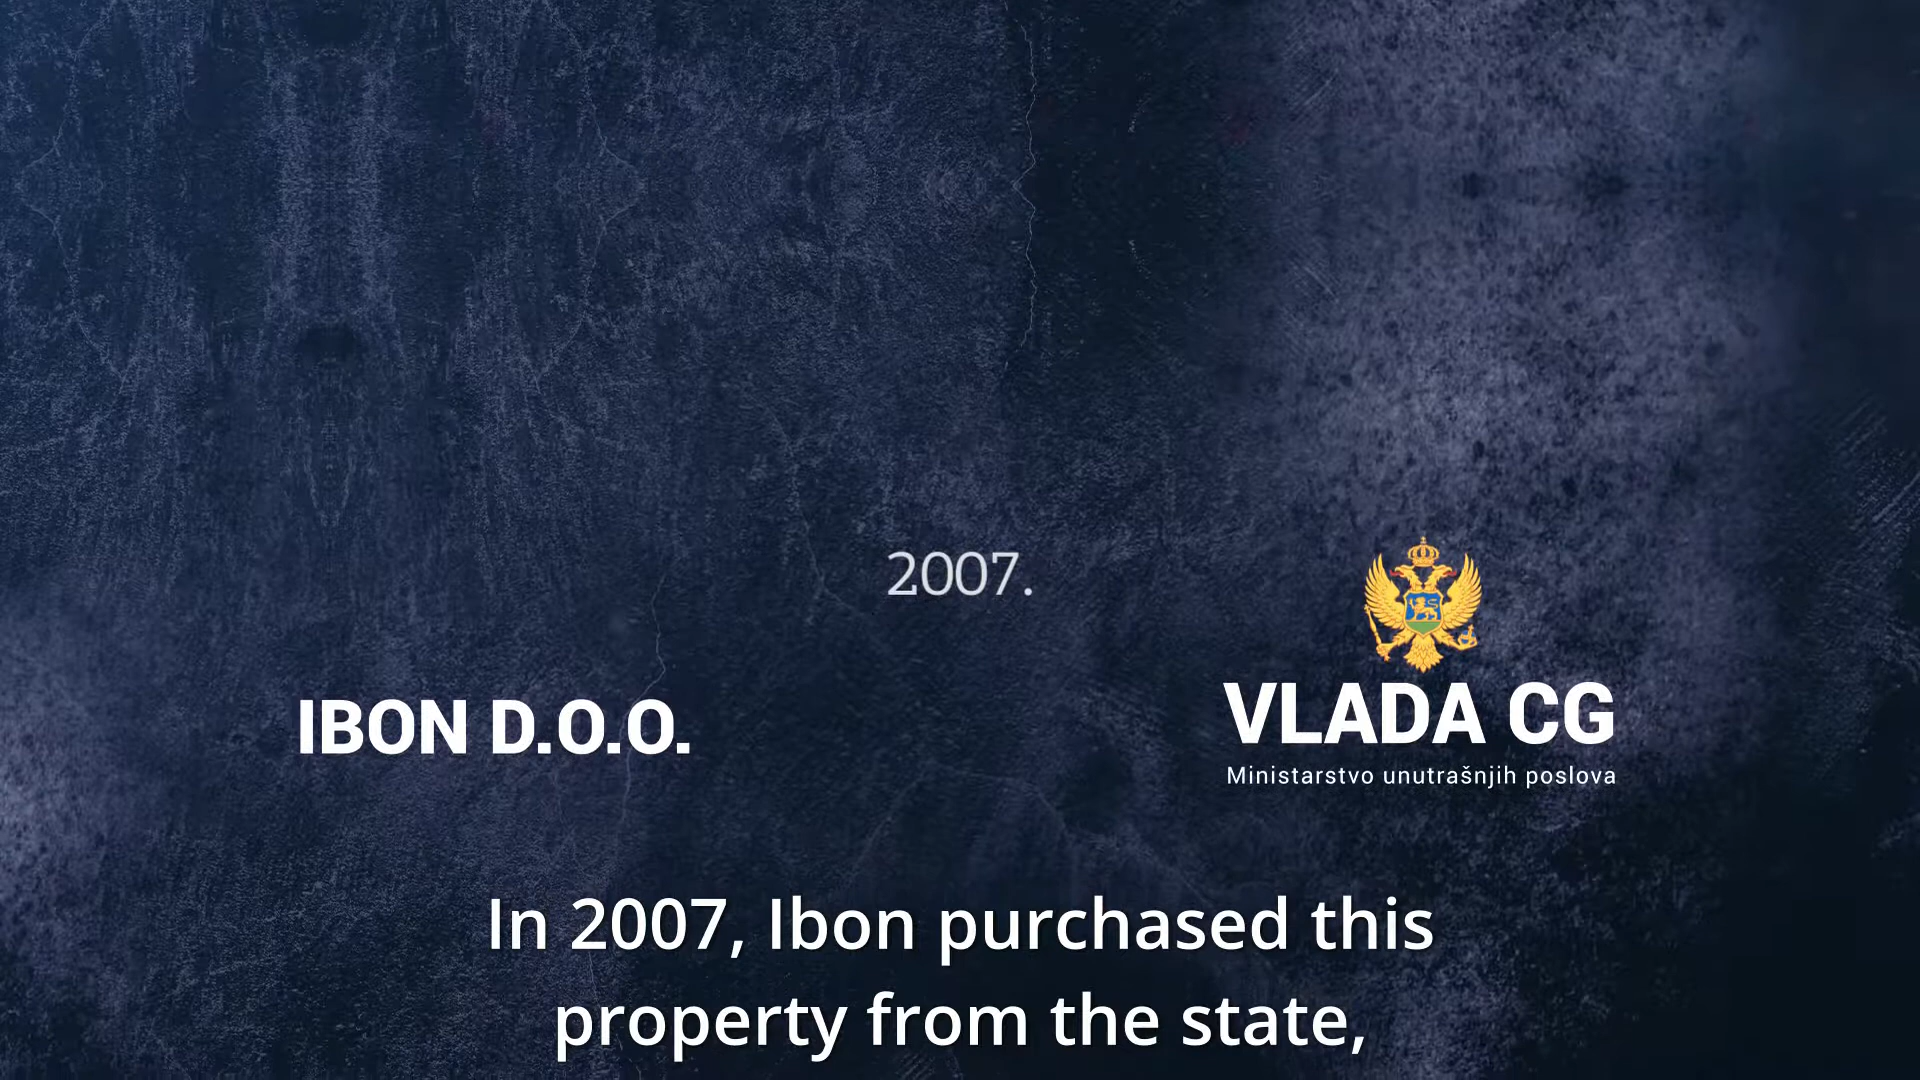 2007.
IBON D.O.O.
VLADA CG
Ministarstvo unutrašnjih poslova
In 2007, Ibon purchased this
property from the state,